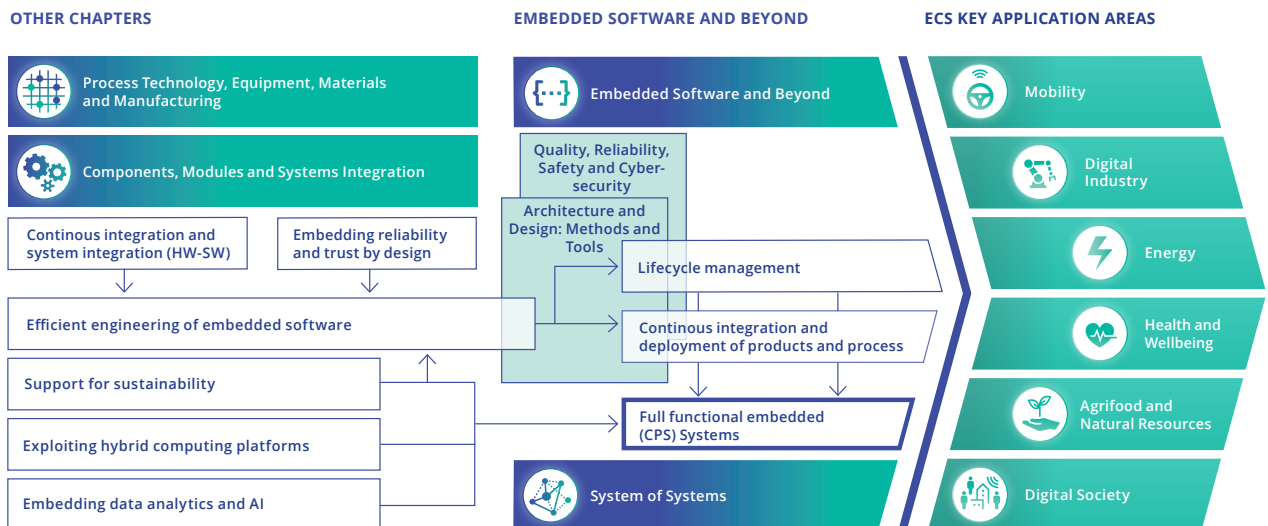 OTHER CHAPTERS
Process Technology, Equipment, Materials
and Manufacturing
Components, Modules and Systems Integration
Continous integration and
system integration (HW-SW)
Embedding reliability
and trust by design
Efficient engineering of embedded software
Support for sustainability
Exploiting hybrid computing platforms
Embedding data analytics and AI
EMBEDDED SOFTWARE AND BEYOND
Embedded Software and Beyond
Quality, Reliability,
Safety and Cyber-
security
Architecture and
Design: Methods and
Tools
Lifecycle management
Continous integration and
deployment of products and process
Full functional embedded
(CPS) Systems
System of Systems
ECS KEY APPLICATION AREAS
Mobility
Digital
Industry
Energy
Health and
Wellbeing
Agrifood and
Natural Resources
Digital Society